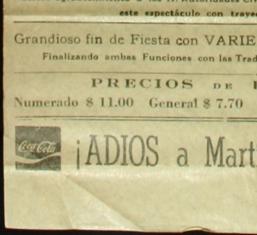 este espectáculo con traye
Grandioso fin de Fiesta con VARIE
Finalizando ambas Funciones con las Trad
PRECIOS DE
Numerado $ 11.00 General $ 7.70
Coca-Cola
¡ADIOS a Mart